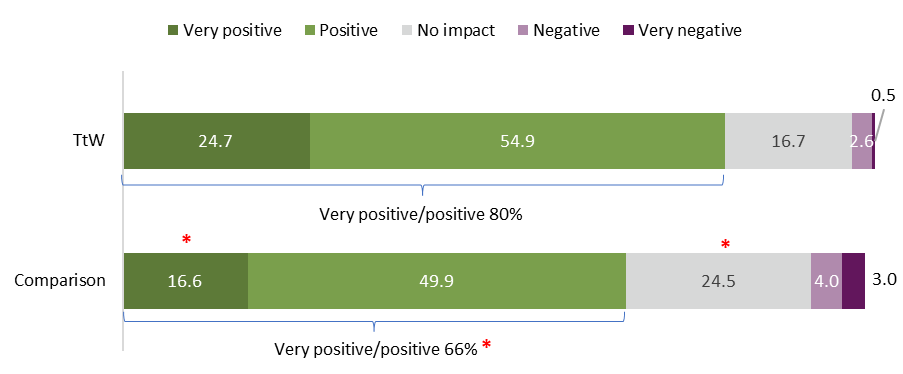 Very positive Positive No impact Negative Very negative
0.5
TtW 24.7 54.9 16.7 2.6
Very positive/positive 80%
* *
Comparison 16.6 49.9 24.5 4.0 3.0
Very positive/positive 66% *